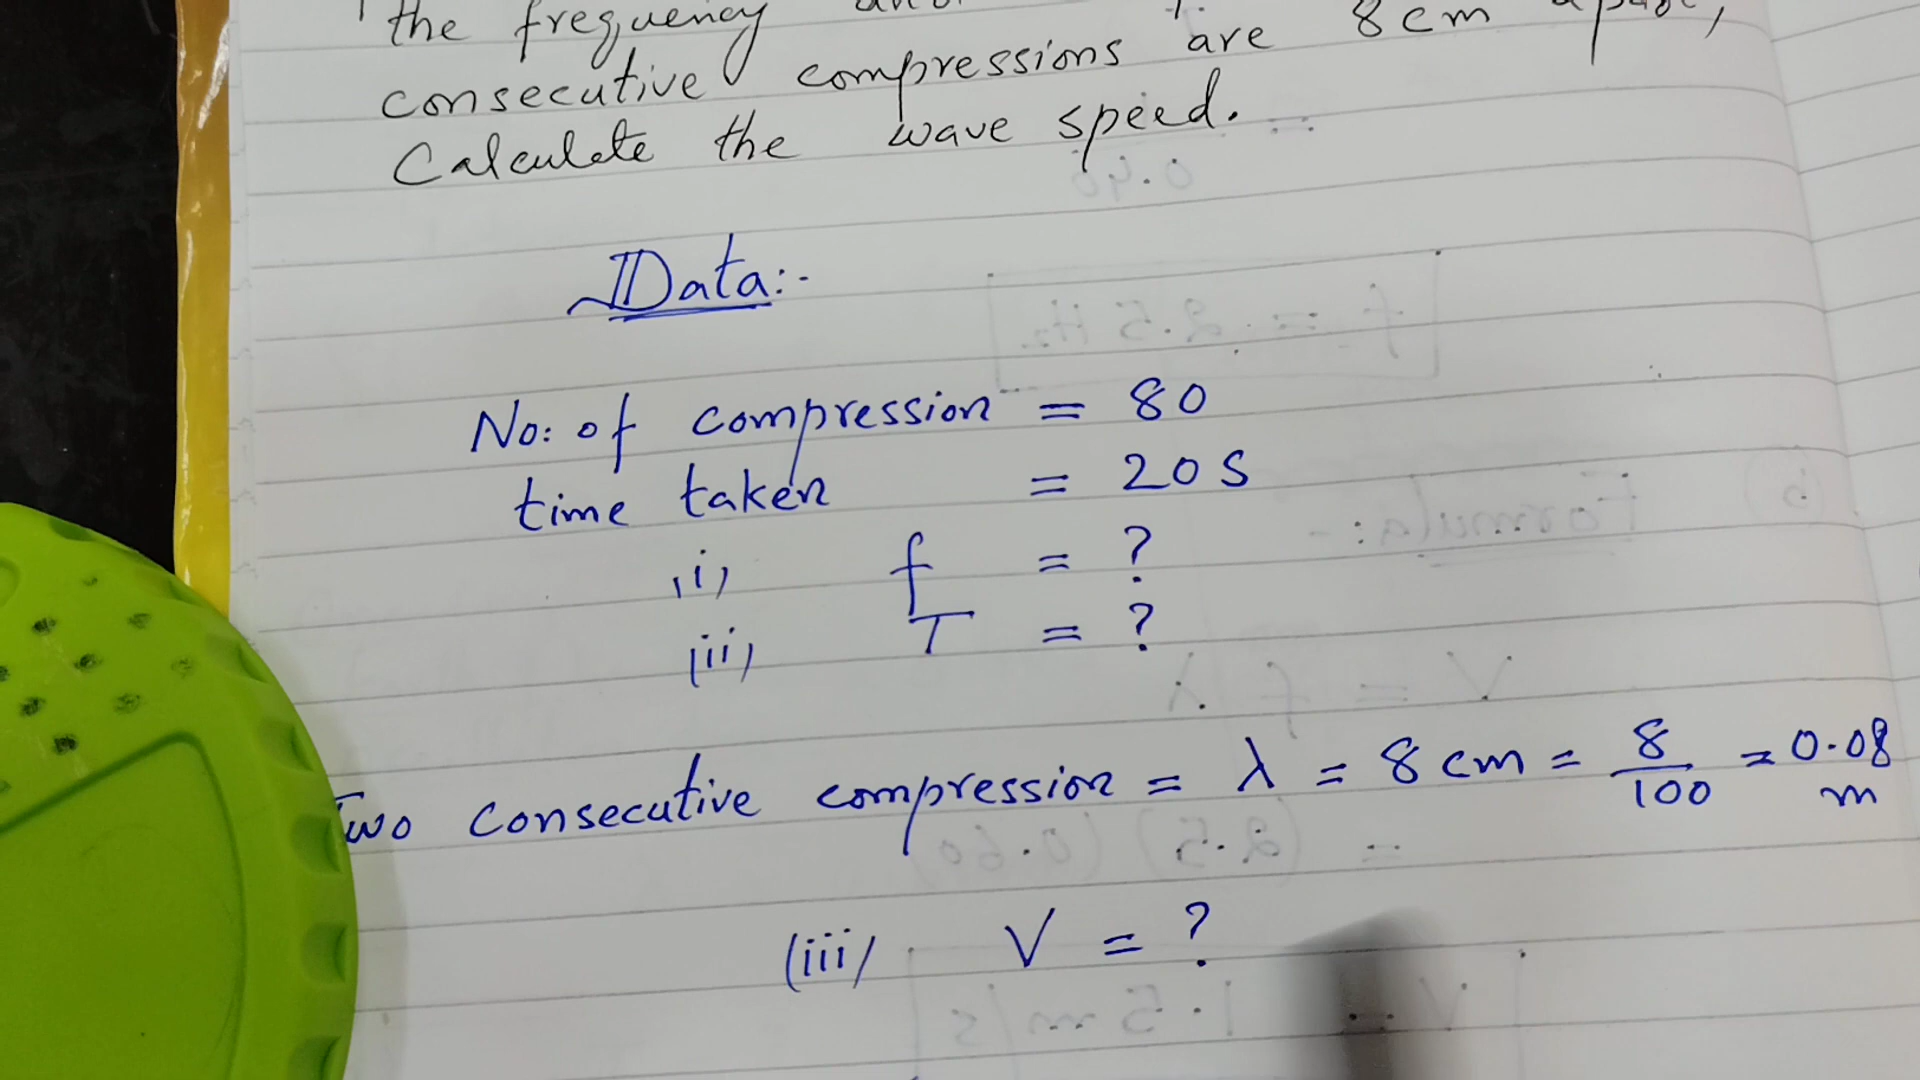 the frequency are 8 cm
consecutive compressions
Calculate the wave speed.
Data:-
No: of compression = 80
time taken = 20 S
(i) f = ?
(ii) T = ?
Two consecutive compression = λ = 8 cm = 8/100 = 0.08 m
(iii) V = ?